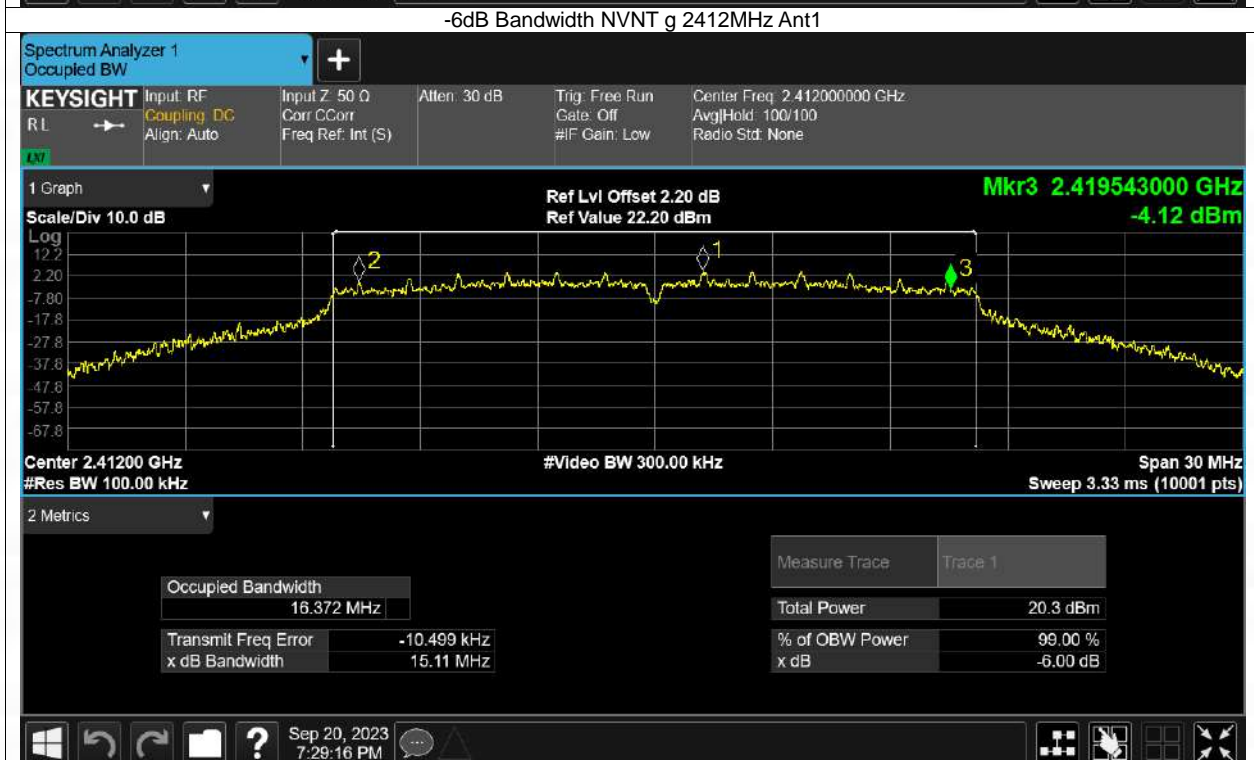 -6dB Bandwidth NVNT g 2412MHz Ant1
Spectrum Analyzer 1
Occupied BW
+
KEYSIGHT
RL
LXI
Input: RF
Coupling: DC
Align: Auto
Input Z: 50 Ω
Corr CCorr
Freq Ref: Int (S)
Atten: 30 dB
Trig: Free Run
Gate: Off
#IF Gain: Low
Center Freq: 2.412000000 GHz
Avg|Hold: 100/100
Radio Std: None
1 Graph
Scale/Div 10.0 dB
Ref Lvl Offset 2.20 dB
Ref Value 22.20 dBm
Mkr3 2.419543000 GHz
-4.12 dBm
Log
12.2
2.20
-7.80
-17.8
-27.8
-37.8
-47.8
-57.8
-67.8
2
1
3
Center 2.41200 GHz
#Res BW 100.00 kHz
#Video BW 300.00 kHz
Span 30 MHz
Sweep 3.33 ms (10001 pts)
2 Metrics
Occupied Bandwidth
16.372 MHz
Transmit Freq Error -10.499 kHz
x dB Bandwidth 15.11 MHz
Measure Trace Trace 1
Total Power 20.3 dBm
% of OBW Power 99.00 %
x dB -6.00 dB
?
Sep 20, 2023
7:29:16 PM